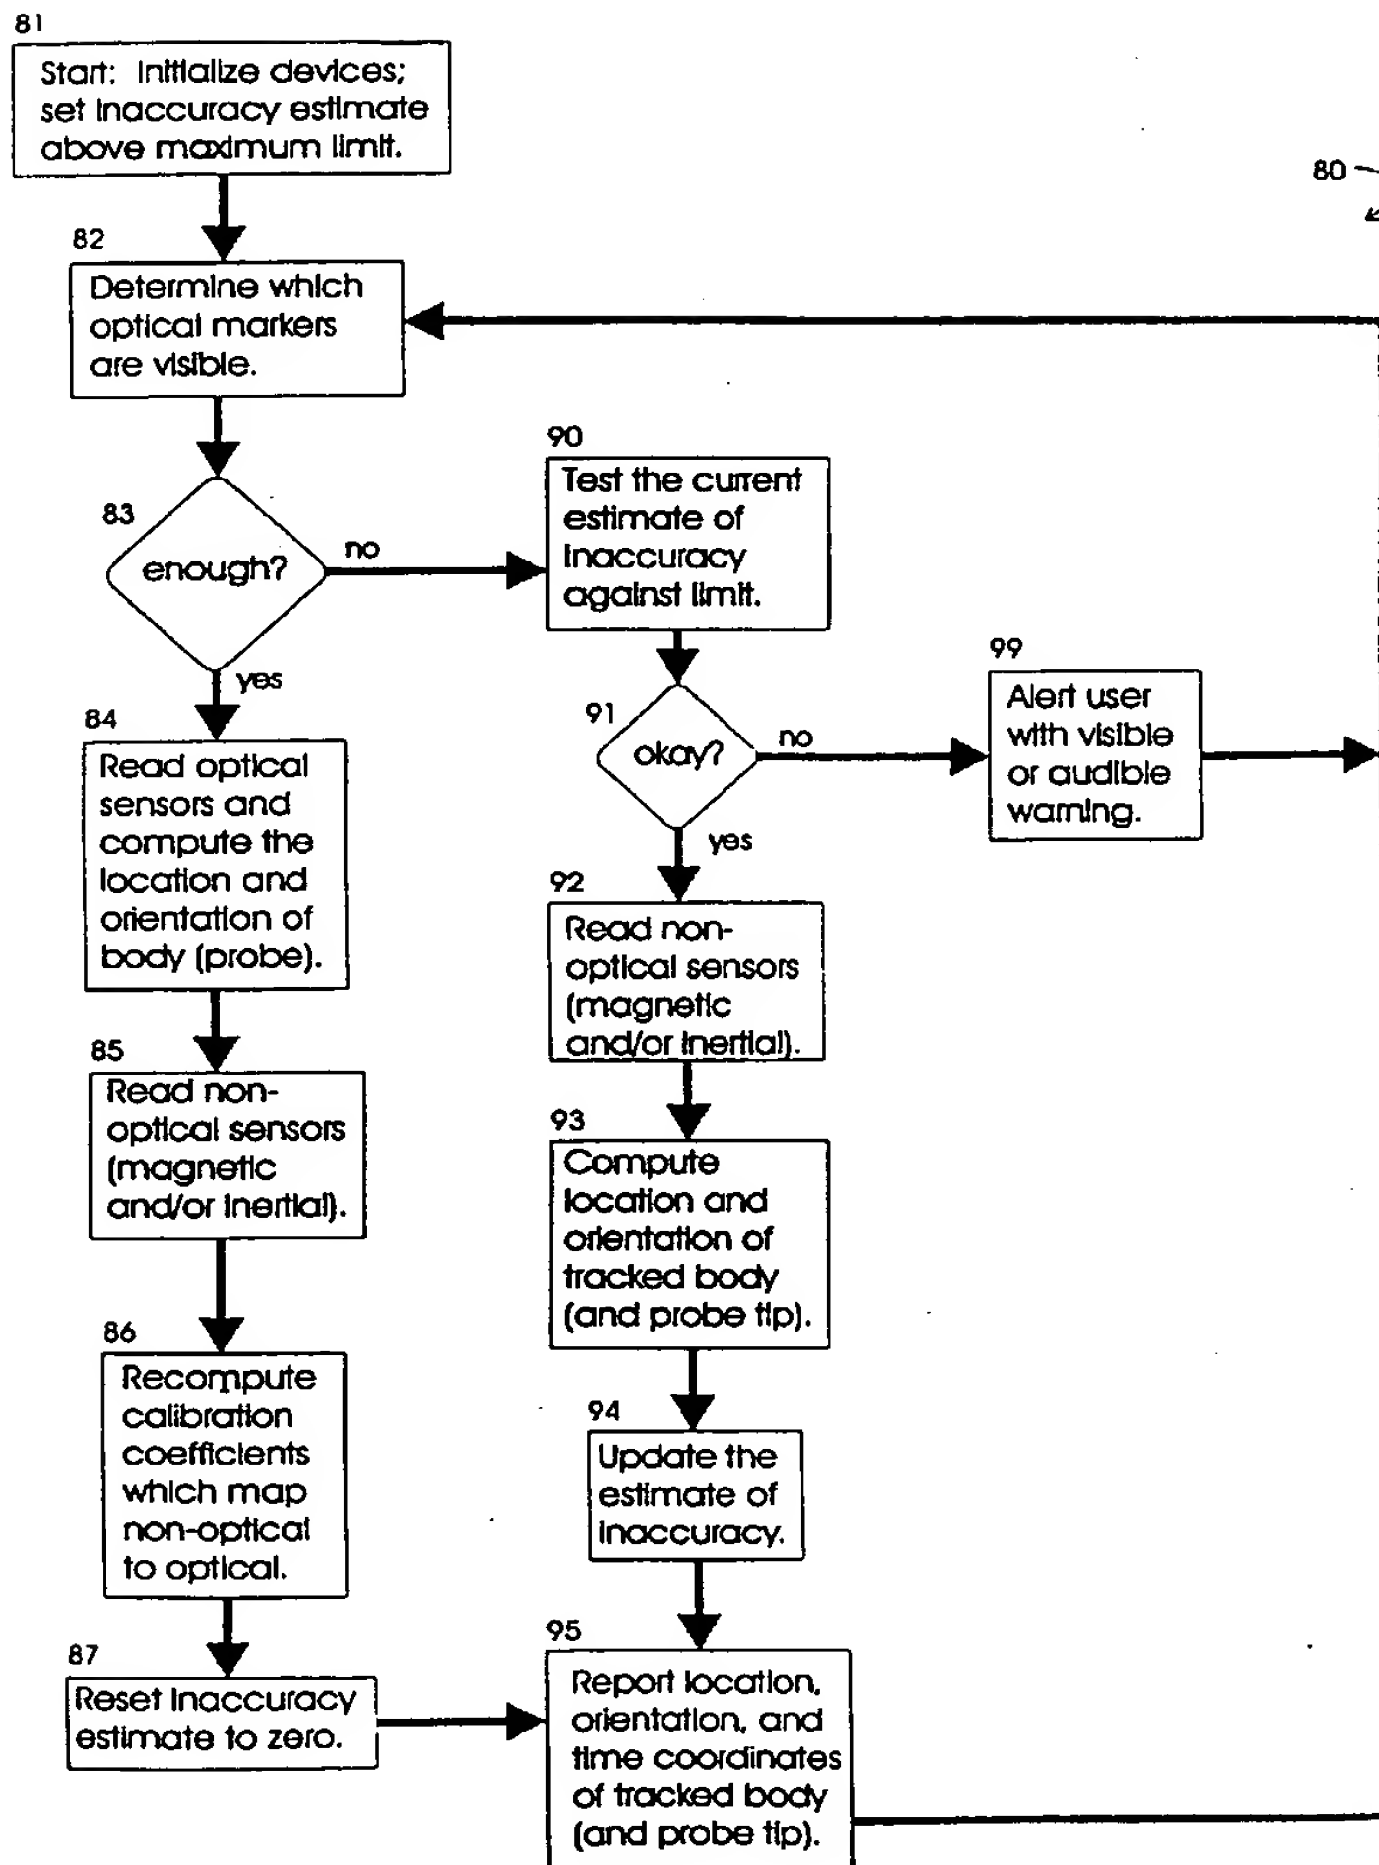 81
Start: Initialize devices;
set inaccuracy estimate
above maximum limit.
80
82
Determine which
optical markers
are visible.
83
enough?
no
yes
90
Test the current
estimate of
inaccuracy
against limit.
91
okay?
no
yes
99
Alert user
with visible
or audible
warning.
84
Read optical
sensors and
compute the
location and
orientation of
body (probe).
85
Read non-
optical sensors
(magnetic
and/or inertial).
86
Recompute
calibration
coefficients
which map
non-optical
to optical.
87
Reset inaccuracy
estimate to zero.
92
Read non-
optical sensors
(magnetic
and/or inertial).
93
Compute
location and
orientation of
tracked body
(and probe tip).
94
Update the
estimate of
inaccuracy.
95
Report location,
orientation, and
time coordinates
of tracked body
(and probe tip).